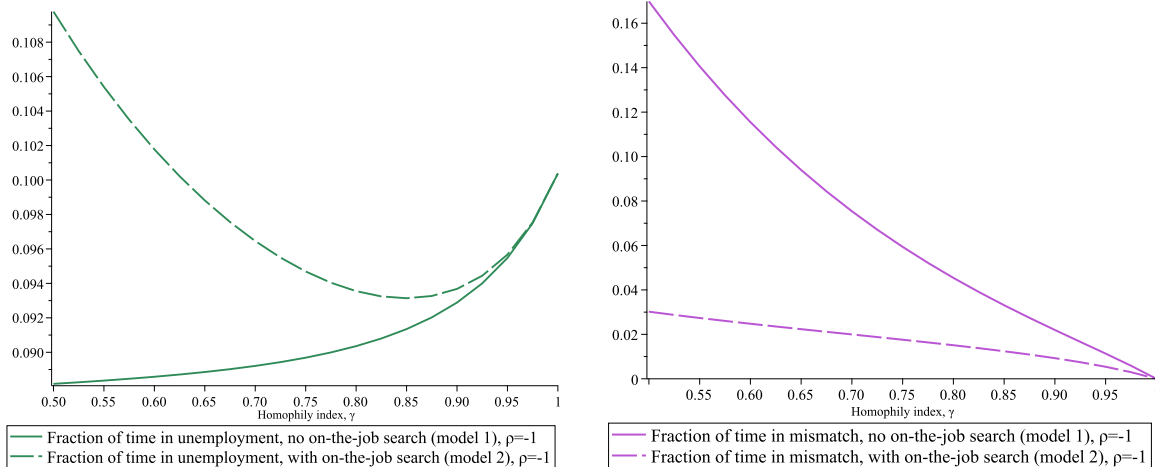 0.108
0.106
0.104
0.102
0.100
0.098
0.096
0.094
0.092
0.090
0.50 0.55 0.60 0.65 0.70 0.75 0.80 0.85 0.90 0.95 1
Homophily index, γ
Fraction of time in unemployment, no on-the-job search (model 1), ρ=-1
Fraction of time in unemployment, with on-the-job search (model 2), ρ=-1
0.16
0.14
0.12
0.10
0.08
0.06
0.04
0.02
0
0.55 0.60 0.65 0.70 0.75 0.80 0.85 0.90 0.95
Homophily index, γ
Fraction of time in mismatch, no on-the-job search (model 1), ρ=-1
Fraction of time in mismatch, with on-the-job search (model 2), ρ=-1